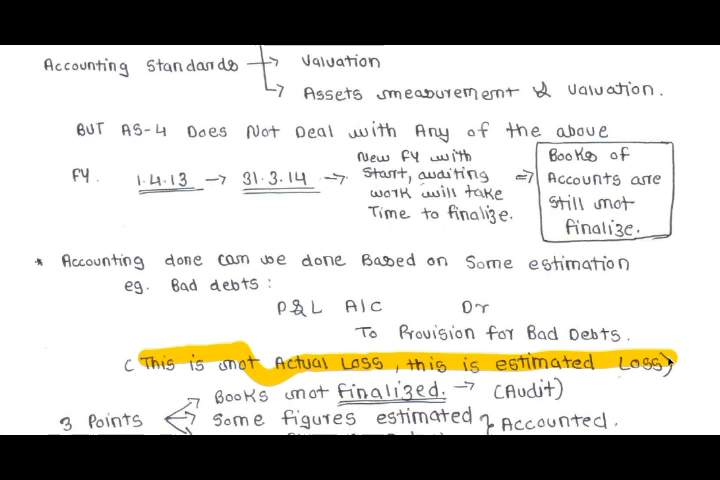 Accounting Standards → Valuation
→ Assets measurement & Valuation.
BUT AS-4 Does Not Deal with Any of the above
FY. 1.4.13 → 31.3.14 → New FY with Start, auditing work will take Time to finalize. ⇒ Books of Accounts are still not finalize.
* Accounting done can be done Based on Some estimation
eg. Bad debts :
P&L A/C Dr
To Provision for Bad Debts.
( This is not Actual Loss, this is estimated Loss)
→ Books not finalized. → (Audit)
3 Points → Some figures estimated & Accounted.